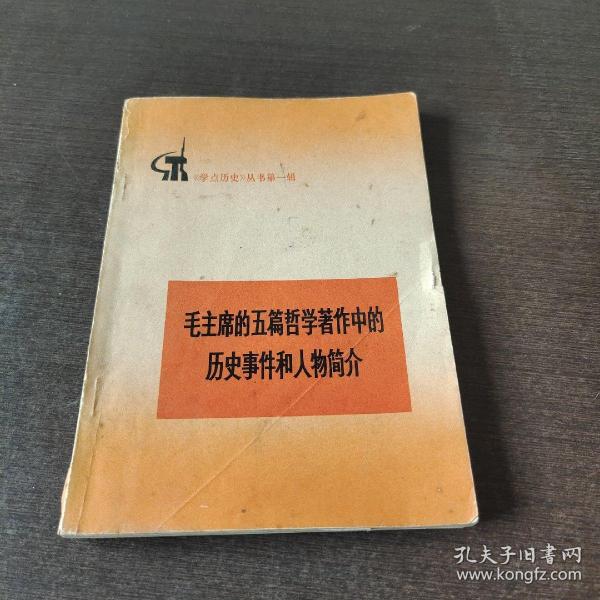 《学点历史》丛书第一辑
毛主席的五篇哲学著作中的
历史事件和人物简介
孔夫子旧书网
www.kongfz.com